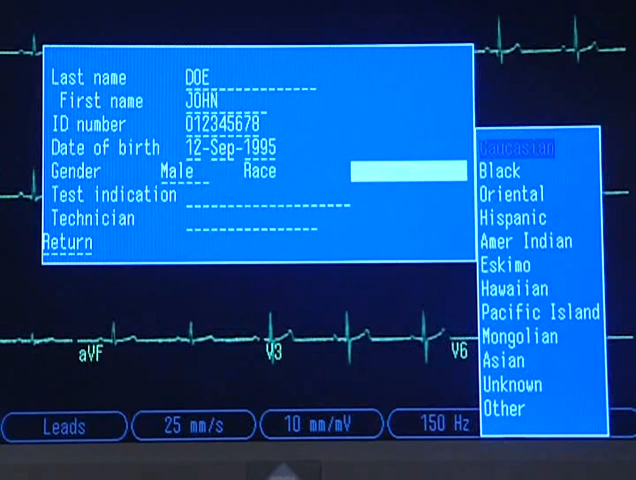 Last name DOE
First name JOHN
ID number 012345678
Date of birth 12-Sep-1995
Gender Male Race
Test indication
Technician
Return
Caucasian
Black
Oriental
Hispanic
Amer Indian
Eskimo
Hawaiian
Pacific Island
Mongolian
Asian
Unknown
Other
aVF V3 V6
Leads 25 mm/s 10 mm/mV 150 Hz